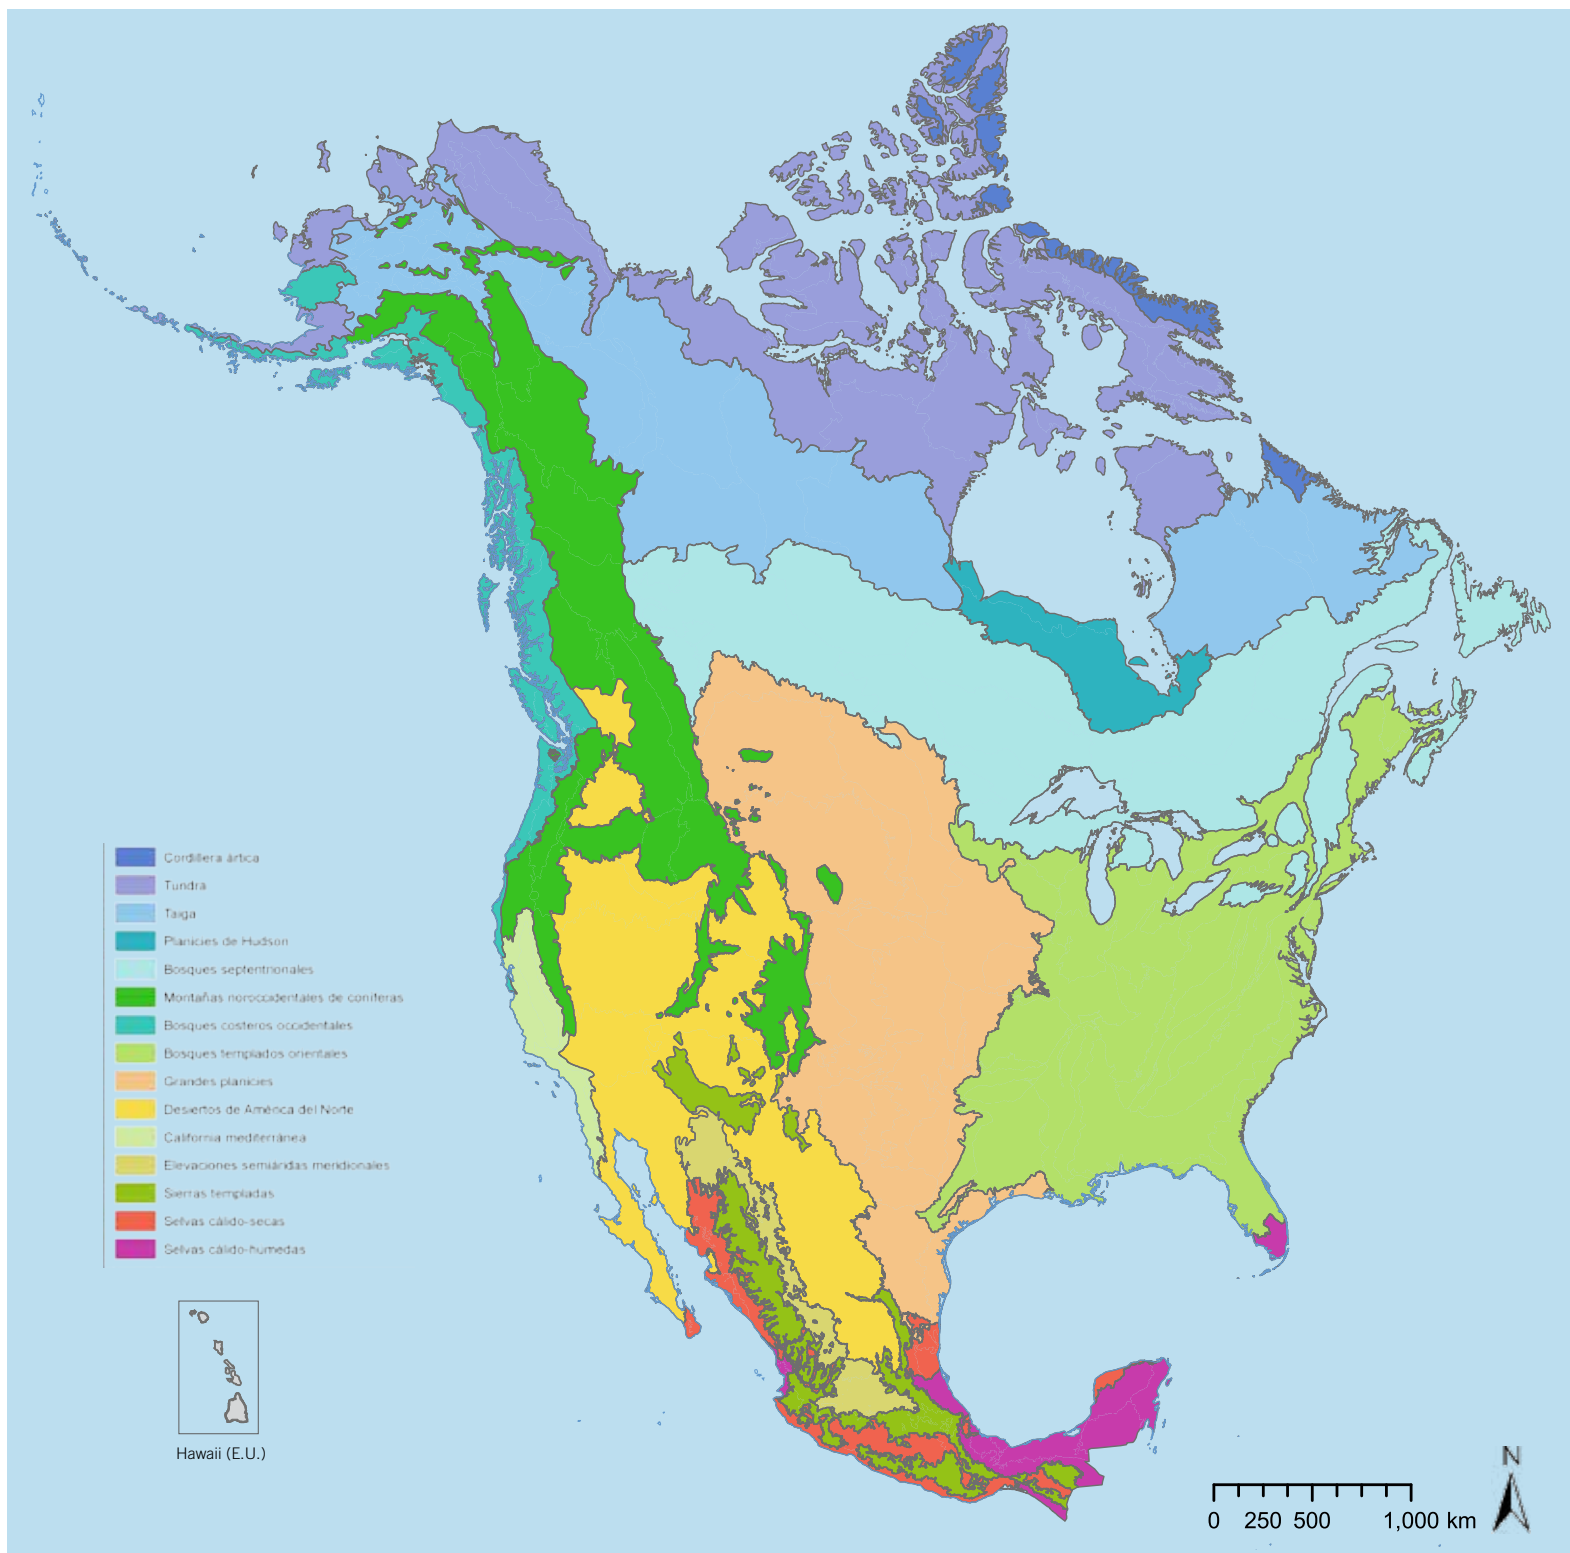 Cordillera ártica
Tundra
Taiga
Planicies de Hudson
Bosques septentrionales
Montañas noroccidentales de coníferas
Bosques costeros occidentales
Bosques templados orientales
Grandes planicies
Desiertos de América del Norte
California mediterránea
Elevaciones semiáridas meridionales
Sierras templadas
Selvas cálido-secas
Selvas cálido-humedas
Hawaii (E.U.)
N
0 250 500 1,000 km